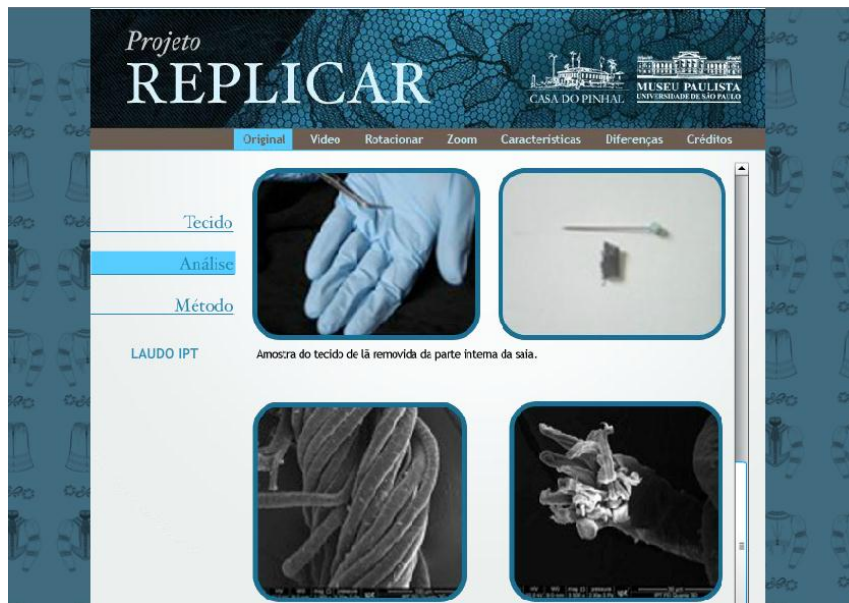 Projeto
REPLICAR
CASA DO PINHAL
MUSEU PAULISTA
UNIVERSIDADE DE SÃO PAULO
Original Video Rotacionar Zoom Características Diferenças Créditos
Tecido
Análise
Método
LAUDO IPT
Amostra do tecido de lã removida da parte interna da saia.